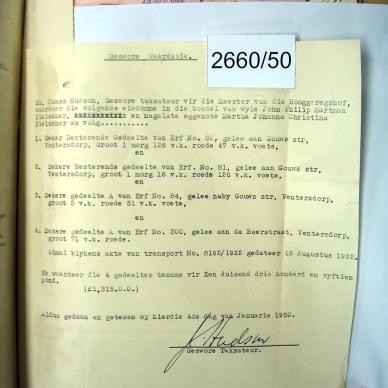 Geswore Waardasie.
2660/50
Ek James Hudson, Geswore taksateur vir die Meester van die Hooggeregshof,
waardeer die volgende eiedomme in die boedel van wyle John Philip Hartman
Fleischer, xxxxxxxxxxx en nagelate eggenote Martha Johanna Christina
Fleischer as volg..........
1. Seker Resterende Gedeelte van Erf No. 82, gelee aan Gouws str,
Ventersdorp, Groot 1 morg 126 v.k. roede 47 v.k. voete,
en
2. Sekere Resterende gedeelte van Erf No. 81, gelee aan Gouws str,
Ventersdorp, groot 1 morg 16 v.k. roede 126 v.k. voete,
en
3. Sekere gedeelte A van Erf No. 84, gelee naby Gouws str, Ventersdorp,
groot 5 v.k. roede 31 v.k. voete,
en
4. Sekere gedeelte A van Erf No. 300, gelee aan de Beerstraat, Ventersdorp,
groot 71 v.k. roede.
Almal blykens akte van transport No. 8192/1922 gedateer 19 Augustus 1922.
Ek waardeer die 4 gedeeltes tesame vir Een duisend drie honderd en vyftien
pond.
(£1,315.0.0.)
Aldus gedaan en geteken op hierdie 4de dag van Januarie 1950.
J. Hudson
Geswore Taksateur.